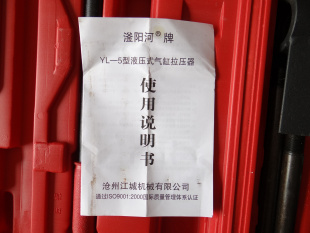 滏阳河®牌
YL—5型液压式气缸拉压器
使用说明书
沧州江城机械有限公司
通过ISO9001:2000国际质量管理体系认证